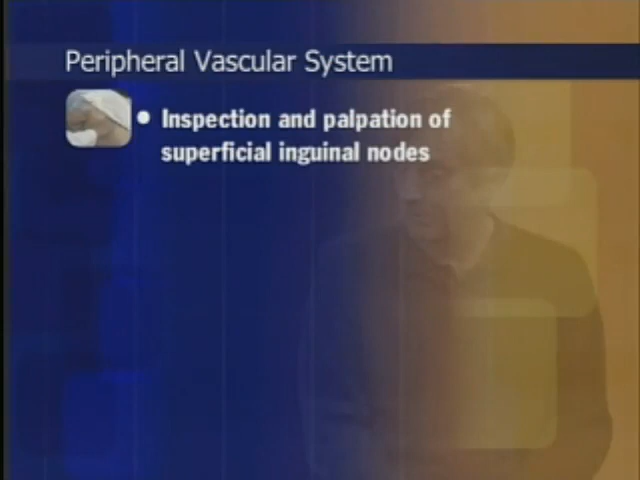 Peripheral Vascular System
• Inspection and palpation of
superficial inguinal nodes